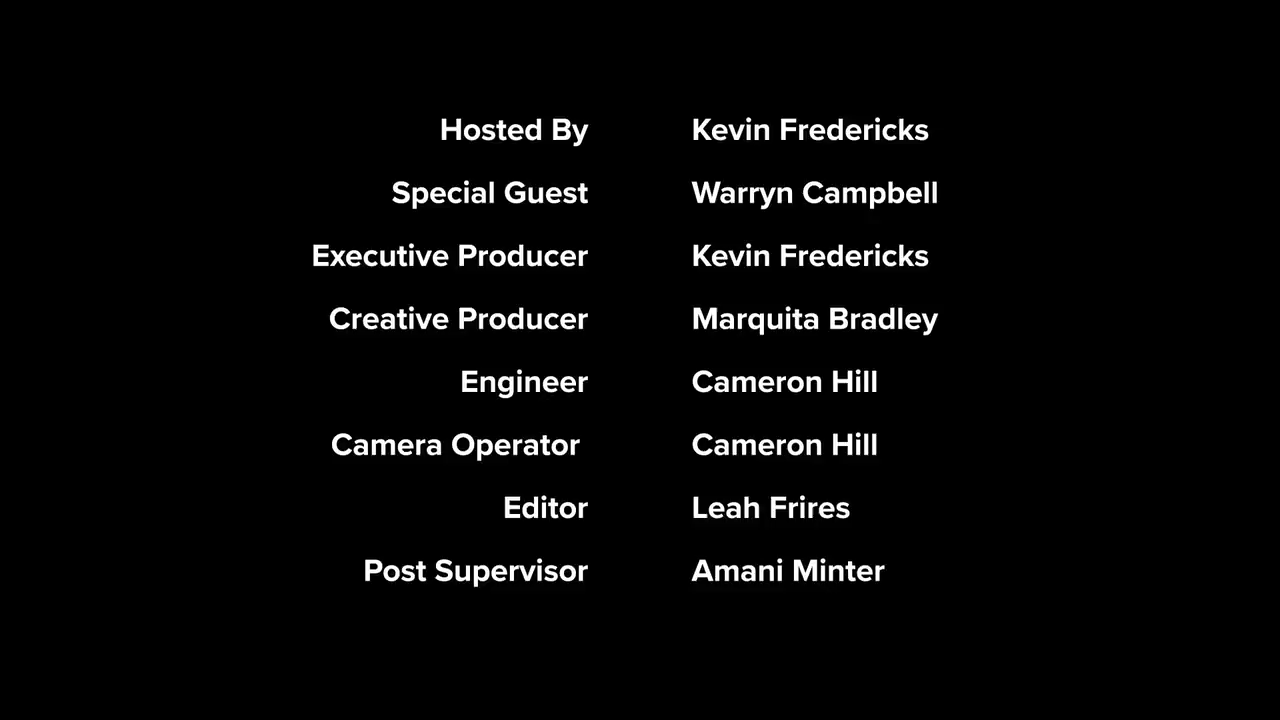 Hosted By Kevin Fredericks
Special Guest Warryn Campbell
Executive Producer Kevin Fredericks
Creative Producer Marquita Bradley
Engineer Cameron Hill
Camera Operator Cameron Hill
Editor Leah Frires
Post Supervisor Amani Minter